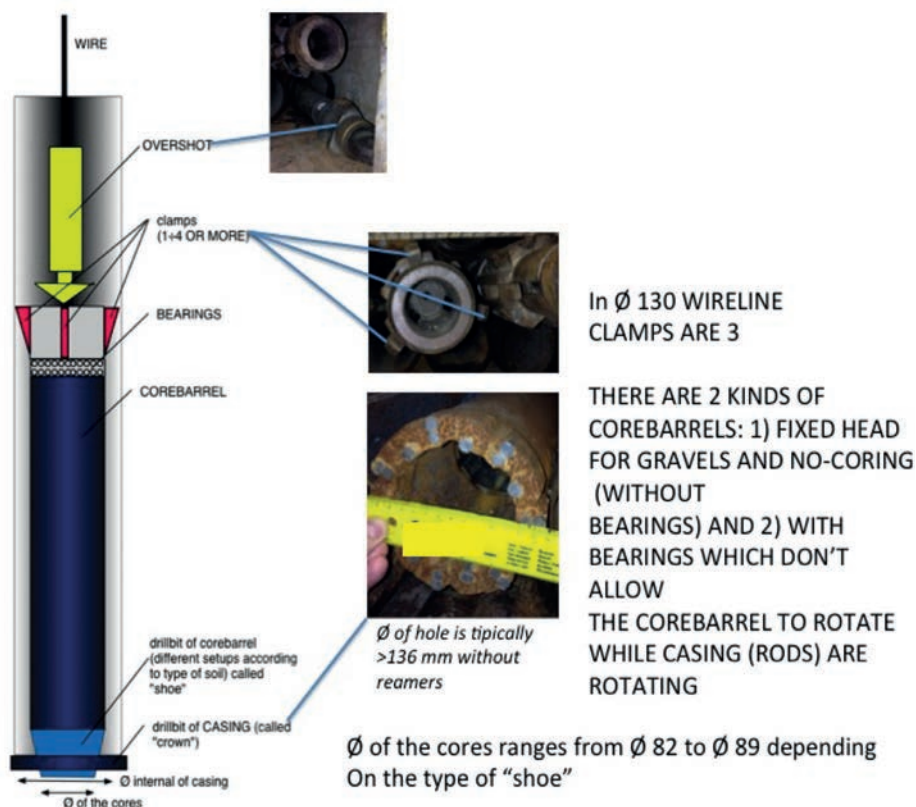 WIRE
OVERSHOT
clamps
(1÷4 OR MORE)
BEARINGS
COREBARREL
drillbit of corebarrel
(different setups according
to type of soil) called
"shoe"
drillbit of CASING (called
"crown")
Ø internal of casing
Ø of the cores
Ø of hole is tipically
>136 mm without
reamers
In Ø 130 WIRELINE
CLAMPS ARE 3
THERE ARE 2 KINDS OF
COREBARRELS: 1) FIXED HEAD
FOR GRAVELS AND NO-CORING
(WITHOUT
BEARINGS) AND 2) WITH
BEARINGS WHICH DON'T
ALLOW
THE COREBARREL TO ROTATE
WHILE CASING (RODS) ARE
ROTATING
Ø of the cores ranges from Ø 82 to Ø 89 depending
On the type of “shoe”